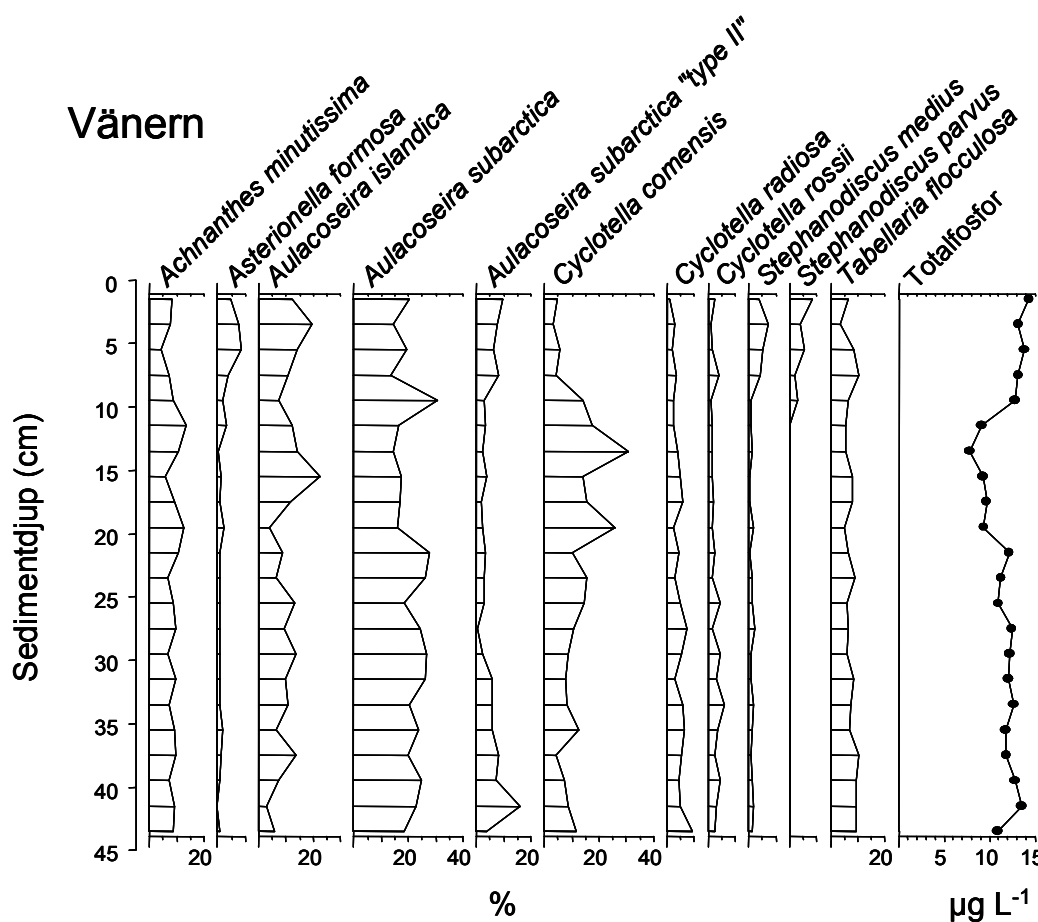 Vänern
Achnanthes minutissima
Asterionella formosa
Aulacoseira islandica
Aulacoseira subarctica
Aulacoseira subarctica "type II"
Cyclotella comensis
Cyclotella radiosa
Cyclotella rossii
Stephanodiscus medius
Stephanodiscus parvus
Tabellaria flocculosa
Totalfosfor
Sedimentdjup (cm)
0
5
10
15
20
25
30
35
40
45
20 20 20 40 20 20 40 20 5 10 15
% µg L⁻¹